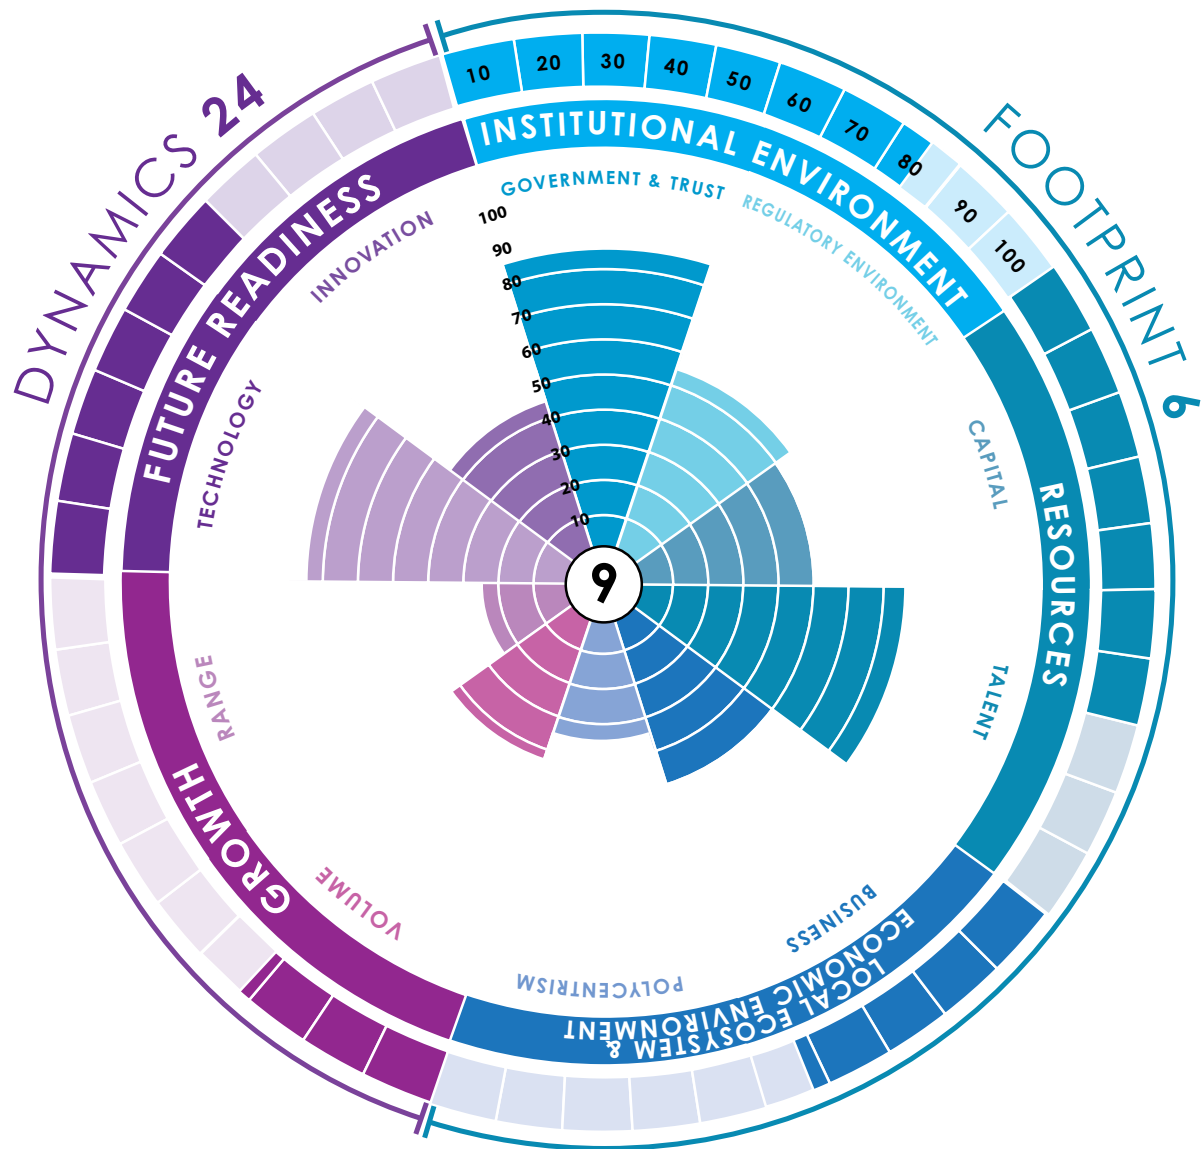 DYNAMICS 24
FOOTPRINT 6
10
20
30
40
50
60
70
80
90
100
INSTITUTIONAL ENVIRONMENT
GOVERNMENT & TRUST
REGULATORY ENVIRONMENT
RESOURCES
CAPITAL
TALENT
LOCAL ECOSYSTEM &
ECONOMIC ENVIRONMENT
BUSINESS
POLYCENTRISM
GROWTH
VOLUME
RANGE
FUTURE READINESS
TECHNOLOGY
INNOVATION
100
90
80
70
60
50
40
30
20
10
9